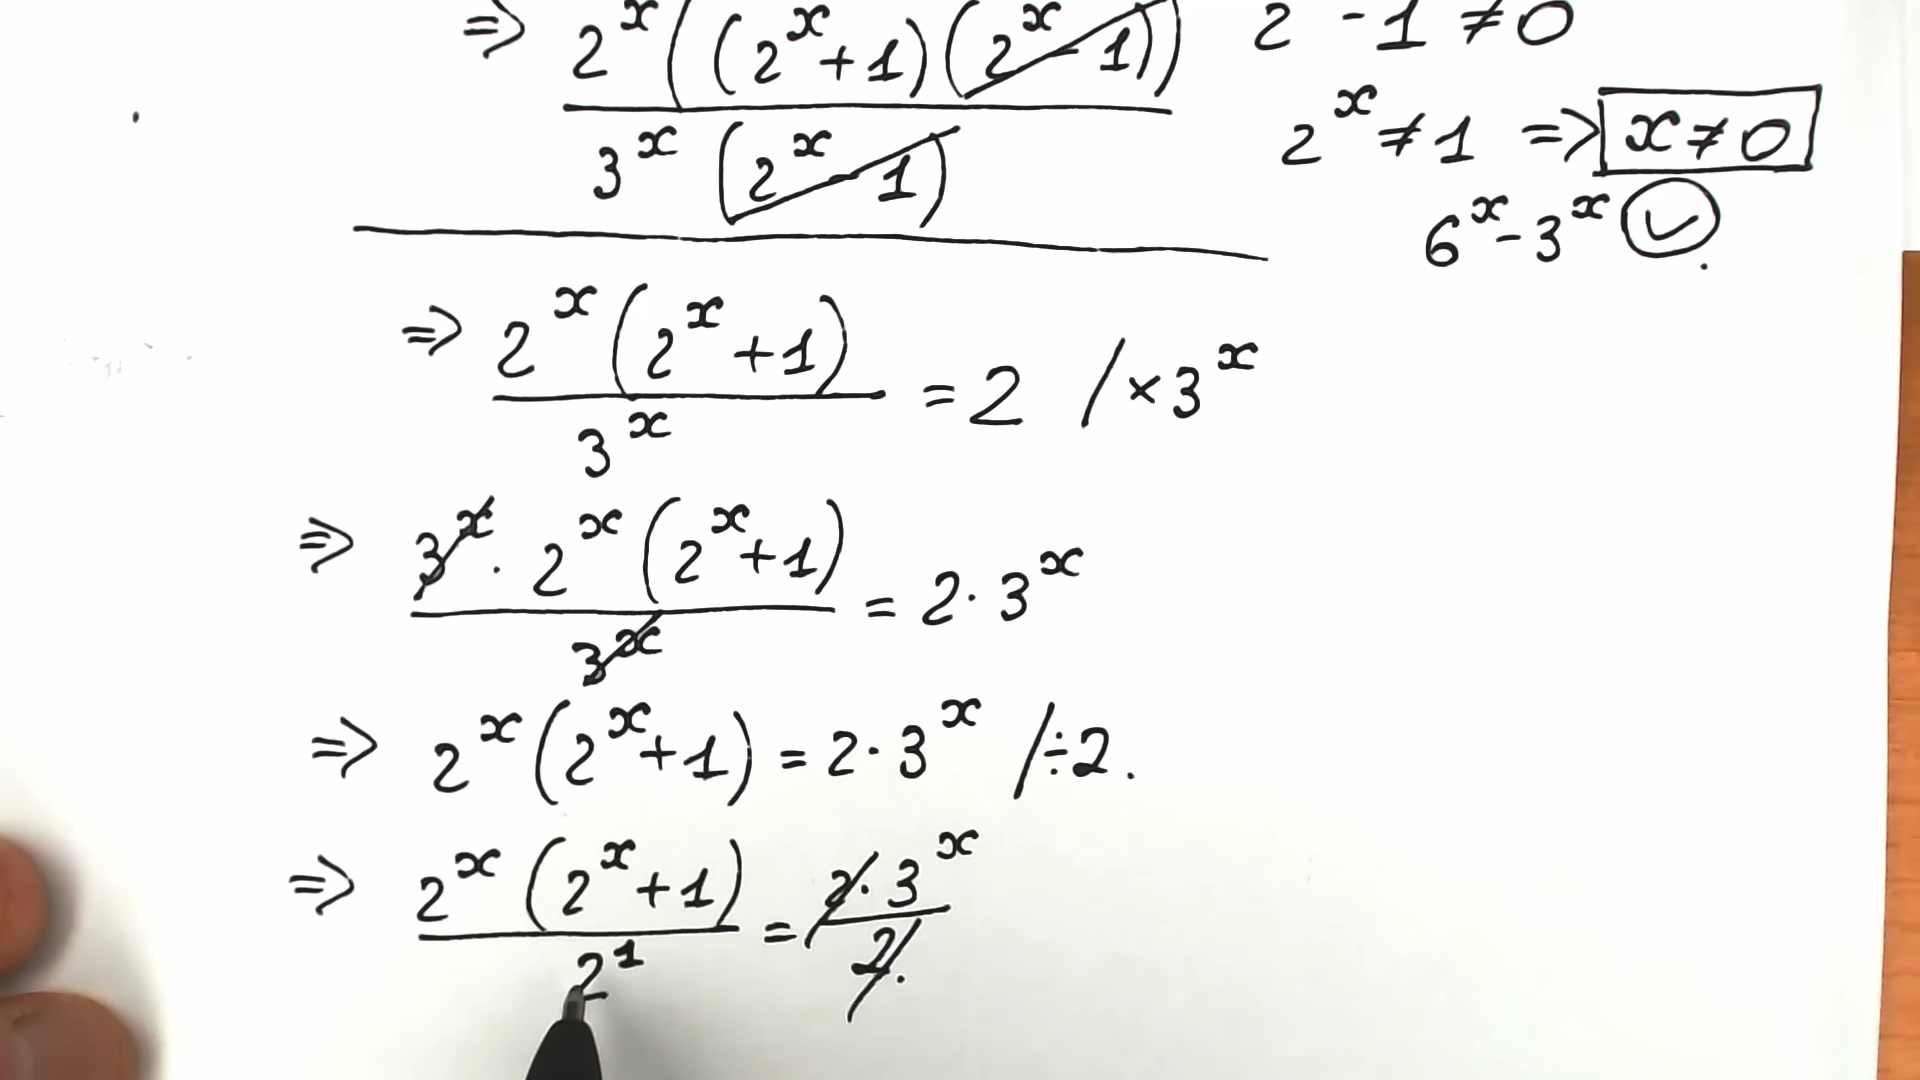 => 2^x((2^x+1)(2^x-1)) / 3^x(2^x-1)
2 -1 ≠ 0
2^x ≠ 1 => x ≠ 0
6^x - 3^x ✓.
=> 2^x(2^x+1) / 3^x = 2 / × 3^x
=> 3^x · 2^x(2^x+1) / 3^x = 2 · 3^x
=> 2^x(2^x+1) = 2 · 3^x / ÷2.
=> 2^x(2^x+1) / 2^1 = 2 · 3^x / 2.